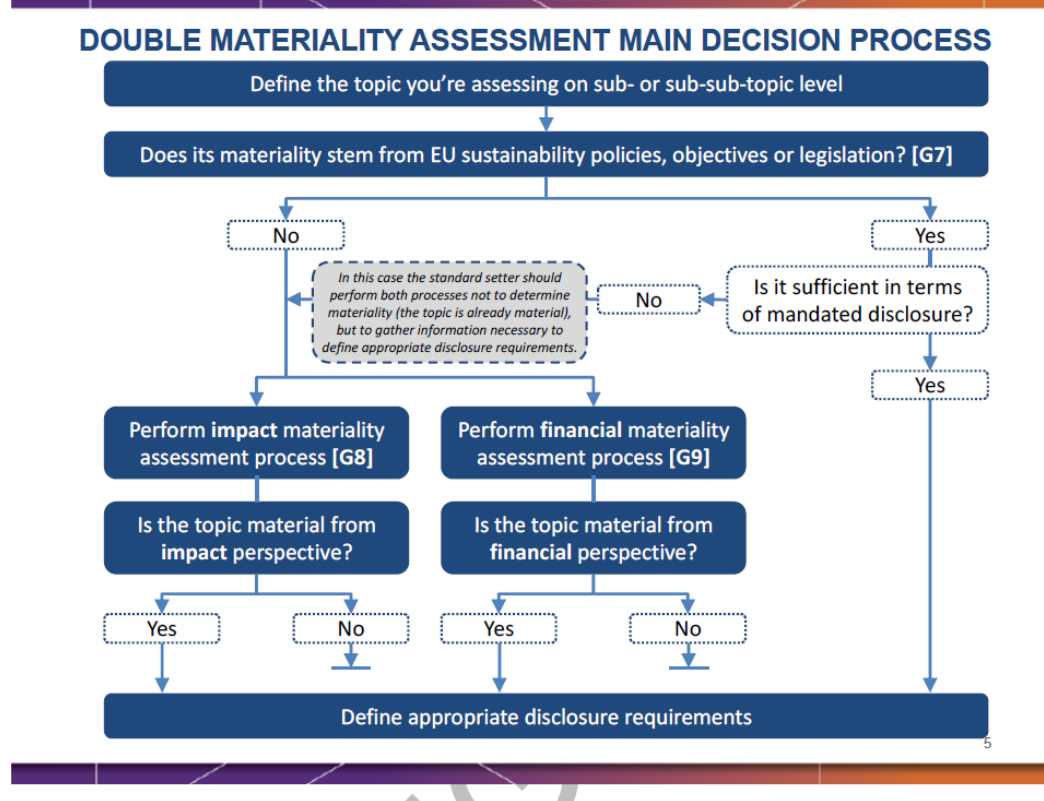 DOUBLE MATERIALITY ASSESSMENT MAIN DECISION PROCESS
Define the topic you’re assessing on sub- or sub-sub-topic level
Does its materiality stem from EU sustainability policies, objectives or legislation? [G7]
No
Yes
In this case the standard setter should
perform both processes not to determine
materiality (the topic is already material),
but to gather information necessary to
define appropriate disclosure requirements.
No
Is it sufficient in terms
of mandated disclosure?
Yes
Perform impact materiality
assessment process [G8]
Perform financial materiality
assessment process [G9]
Is the topic material from
impact perspective?
Is the topic material from
financial perspective?
Yes
No
Yes
No
Define appropriate disclosure requirements
5